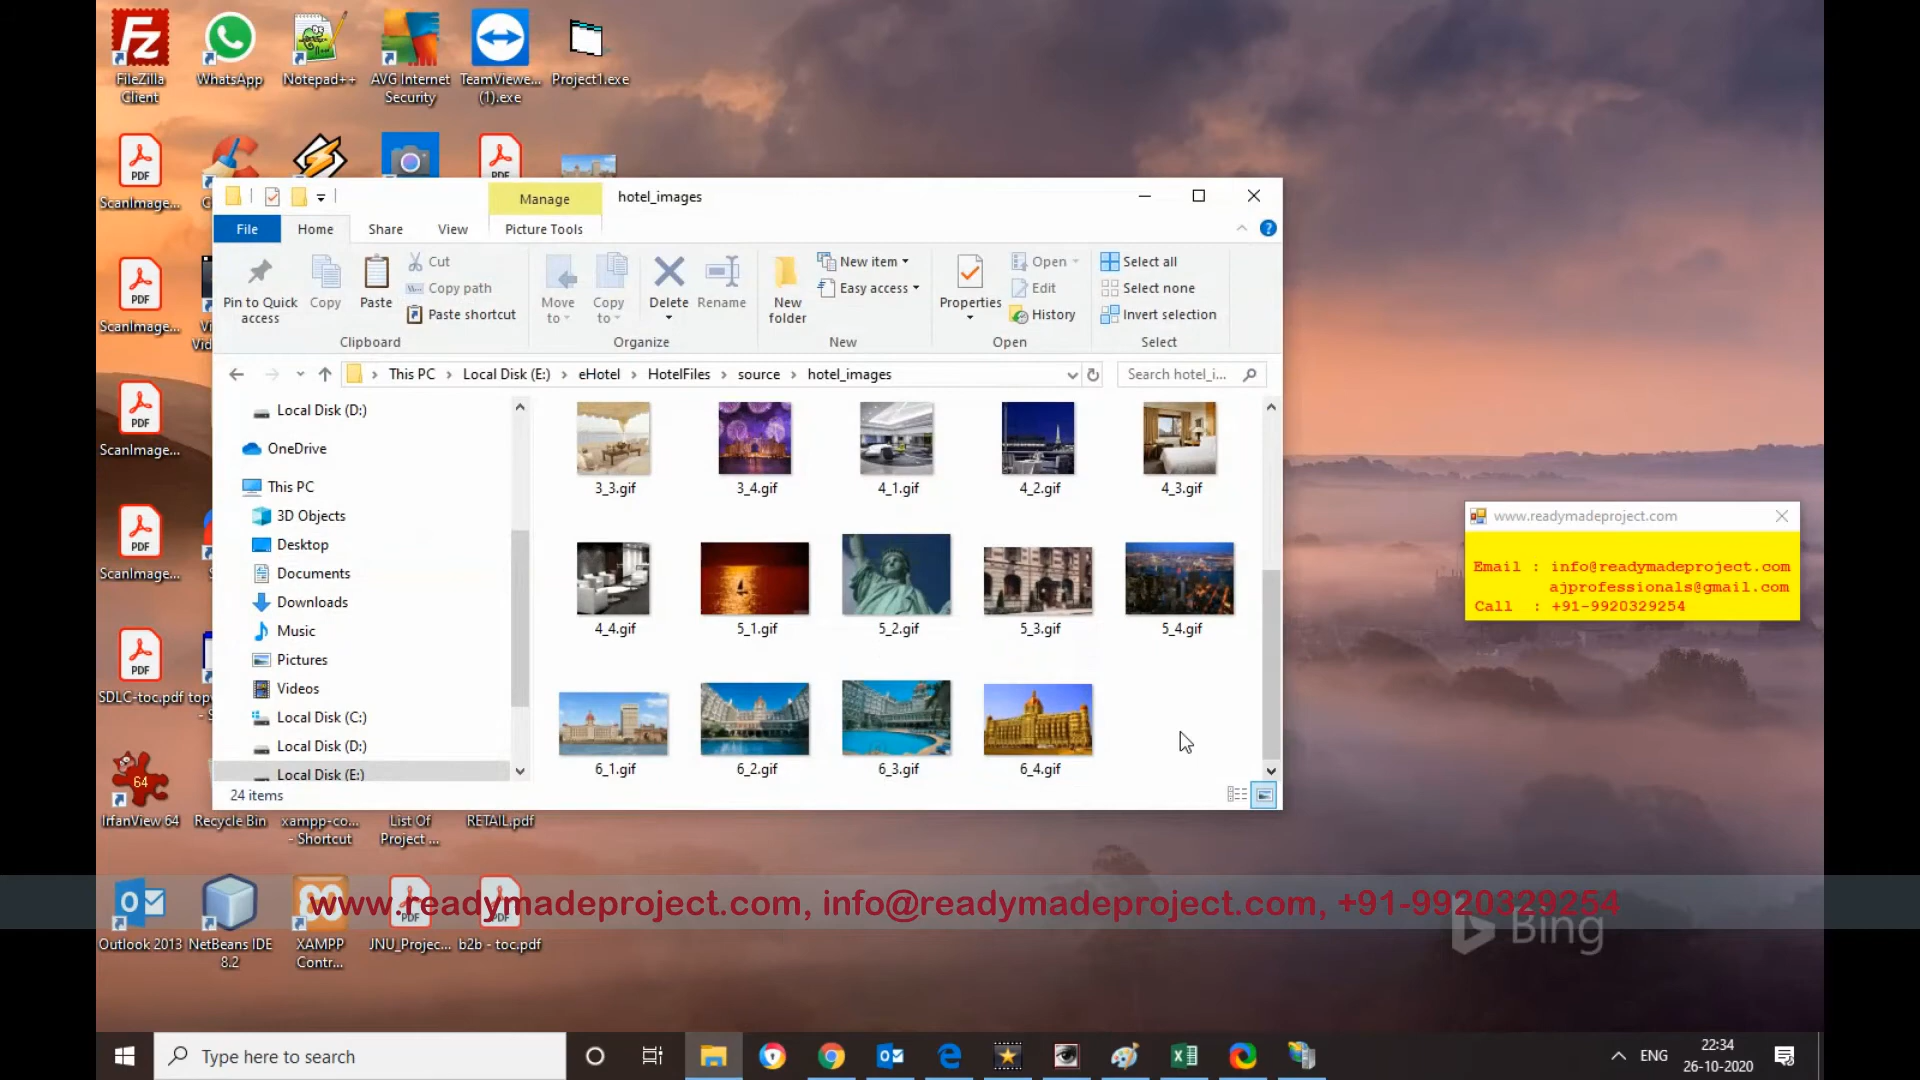 FileZilla
Client
WhatsApp
Notepad++
AVG Internet
Security
TeamViewe...
(1).exe
Project1.exe
PDF
PDF
ScanImage...
PDF
ScanImage...
PDF
ScanImage...
PDF
ScanImage...
PDF
SDLC-toc.pdf
64
IrfanView 64
Recycle Bin
xampp-co...
- Shortcut
List Of
Project ...
RETAIL.pdf
Outlook 2013
NetBeans IDE
8.2
XAMPP
Contr...
JNU_Projec...
b2b - toc.pdf
Manage
hotel_images
File
Home
Share
View
Picture Tools
Pin to Quick
access
Copy
Paste
Cut
Copy path
Paste shortcut
Clipboard
Move
to
Copy
to
Delete
Rename
Organize
New
folder
New item
Easy access
New
Properties
Open
Edit
History
Open
Select all
Select none
Invert selection
Select
This PC > Local Disk (E:) > eHotel > HotelFiles > source > hotel_images
Search hotel_i...
Local Disk (D:)
OneDrive
This PC
3D Objects
Desktop
Documents
Downloads
Music
Pictures
Videos
Local Disk (C:)
Local Disk (D:)
Local Disk (E:)
3_3.gif
3_4.gif
4_1.gif
4_2.gif
4_3.gif
4_4.gif
5_1.gif
5_2.gif
5_3.gif
5_4.gif
6_1.gif
6_2.gif
6_3.gif
6_4.gif
24 items
www.readymadeproject.com
Email : info@readymadeproject.com
ajprofessionals@gmail.com
Call : +91-9920329254
www.readymadeproject.com, info@readymadeproject.com, +91-9920329254
Bing
Type here to search
ENG
22:34
26-10-2020